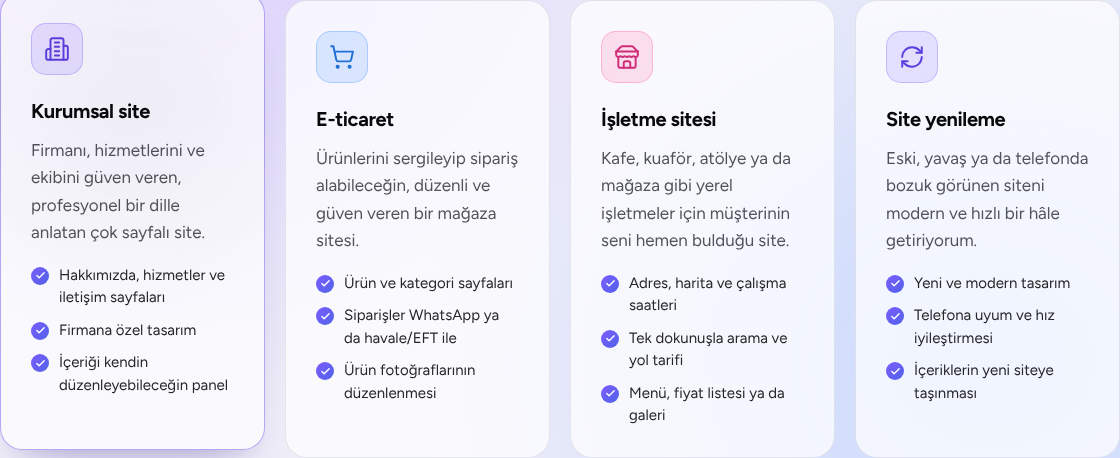 Kurumsal site
Firmanı, hizmetlerini ve
ekibini güven veren,
profesyonel bir dille
anlatan çok sayfalı site.
Hakkımızda, hizmetler ve
iletişim sayfaları
Firmana özel tasarım
İçeriği kendin
düzenleyebileceğin panel
E-ticaret
Ürünlerini sergileyip sipariş
alabileceğin, düzenli ve
güven veren bir mağaza
sitesi.
Ürün ve kategori sayfaları
Siparişler WhatsApp ya
da havale/EFT ile
Ürün fotoğraflarının
düzenlenmesi
İşletme sitesi
Kafe, kuaför, atölye ya da
mağaza gibi yerel
işletmeler için müşterinin
seni hemen bulduğu site.
Adres, harita ve çalışma
saatleri
Tek dokunuşla arama ve
yol tarifi
Menü, fiyat listesi ya da
galeri
Site yenileme
Eski, yavaş ya da telefonda
bozuk görünen siteni
modern ve hızlı bir hâle
getiriyorum.
Yeni ve modern tasarım
Telefona uyum ve hız
iyileştirmesi
İçeriklerin yeni siteye
taşınması